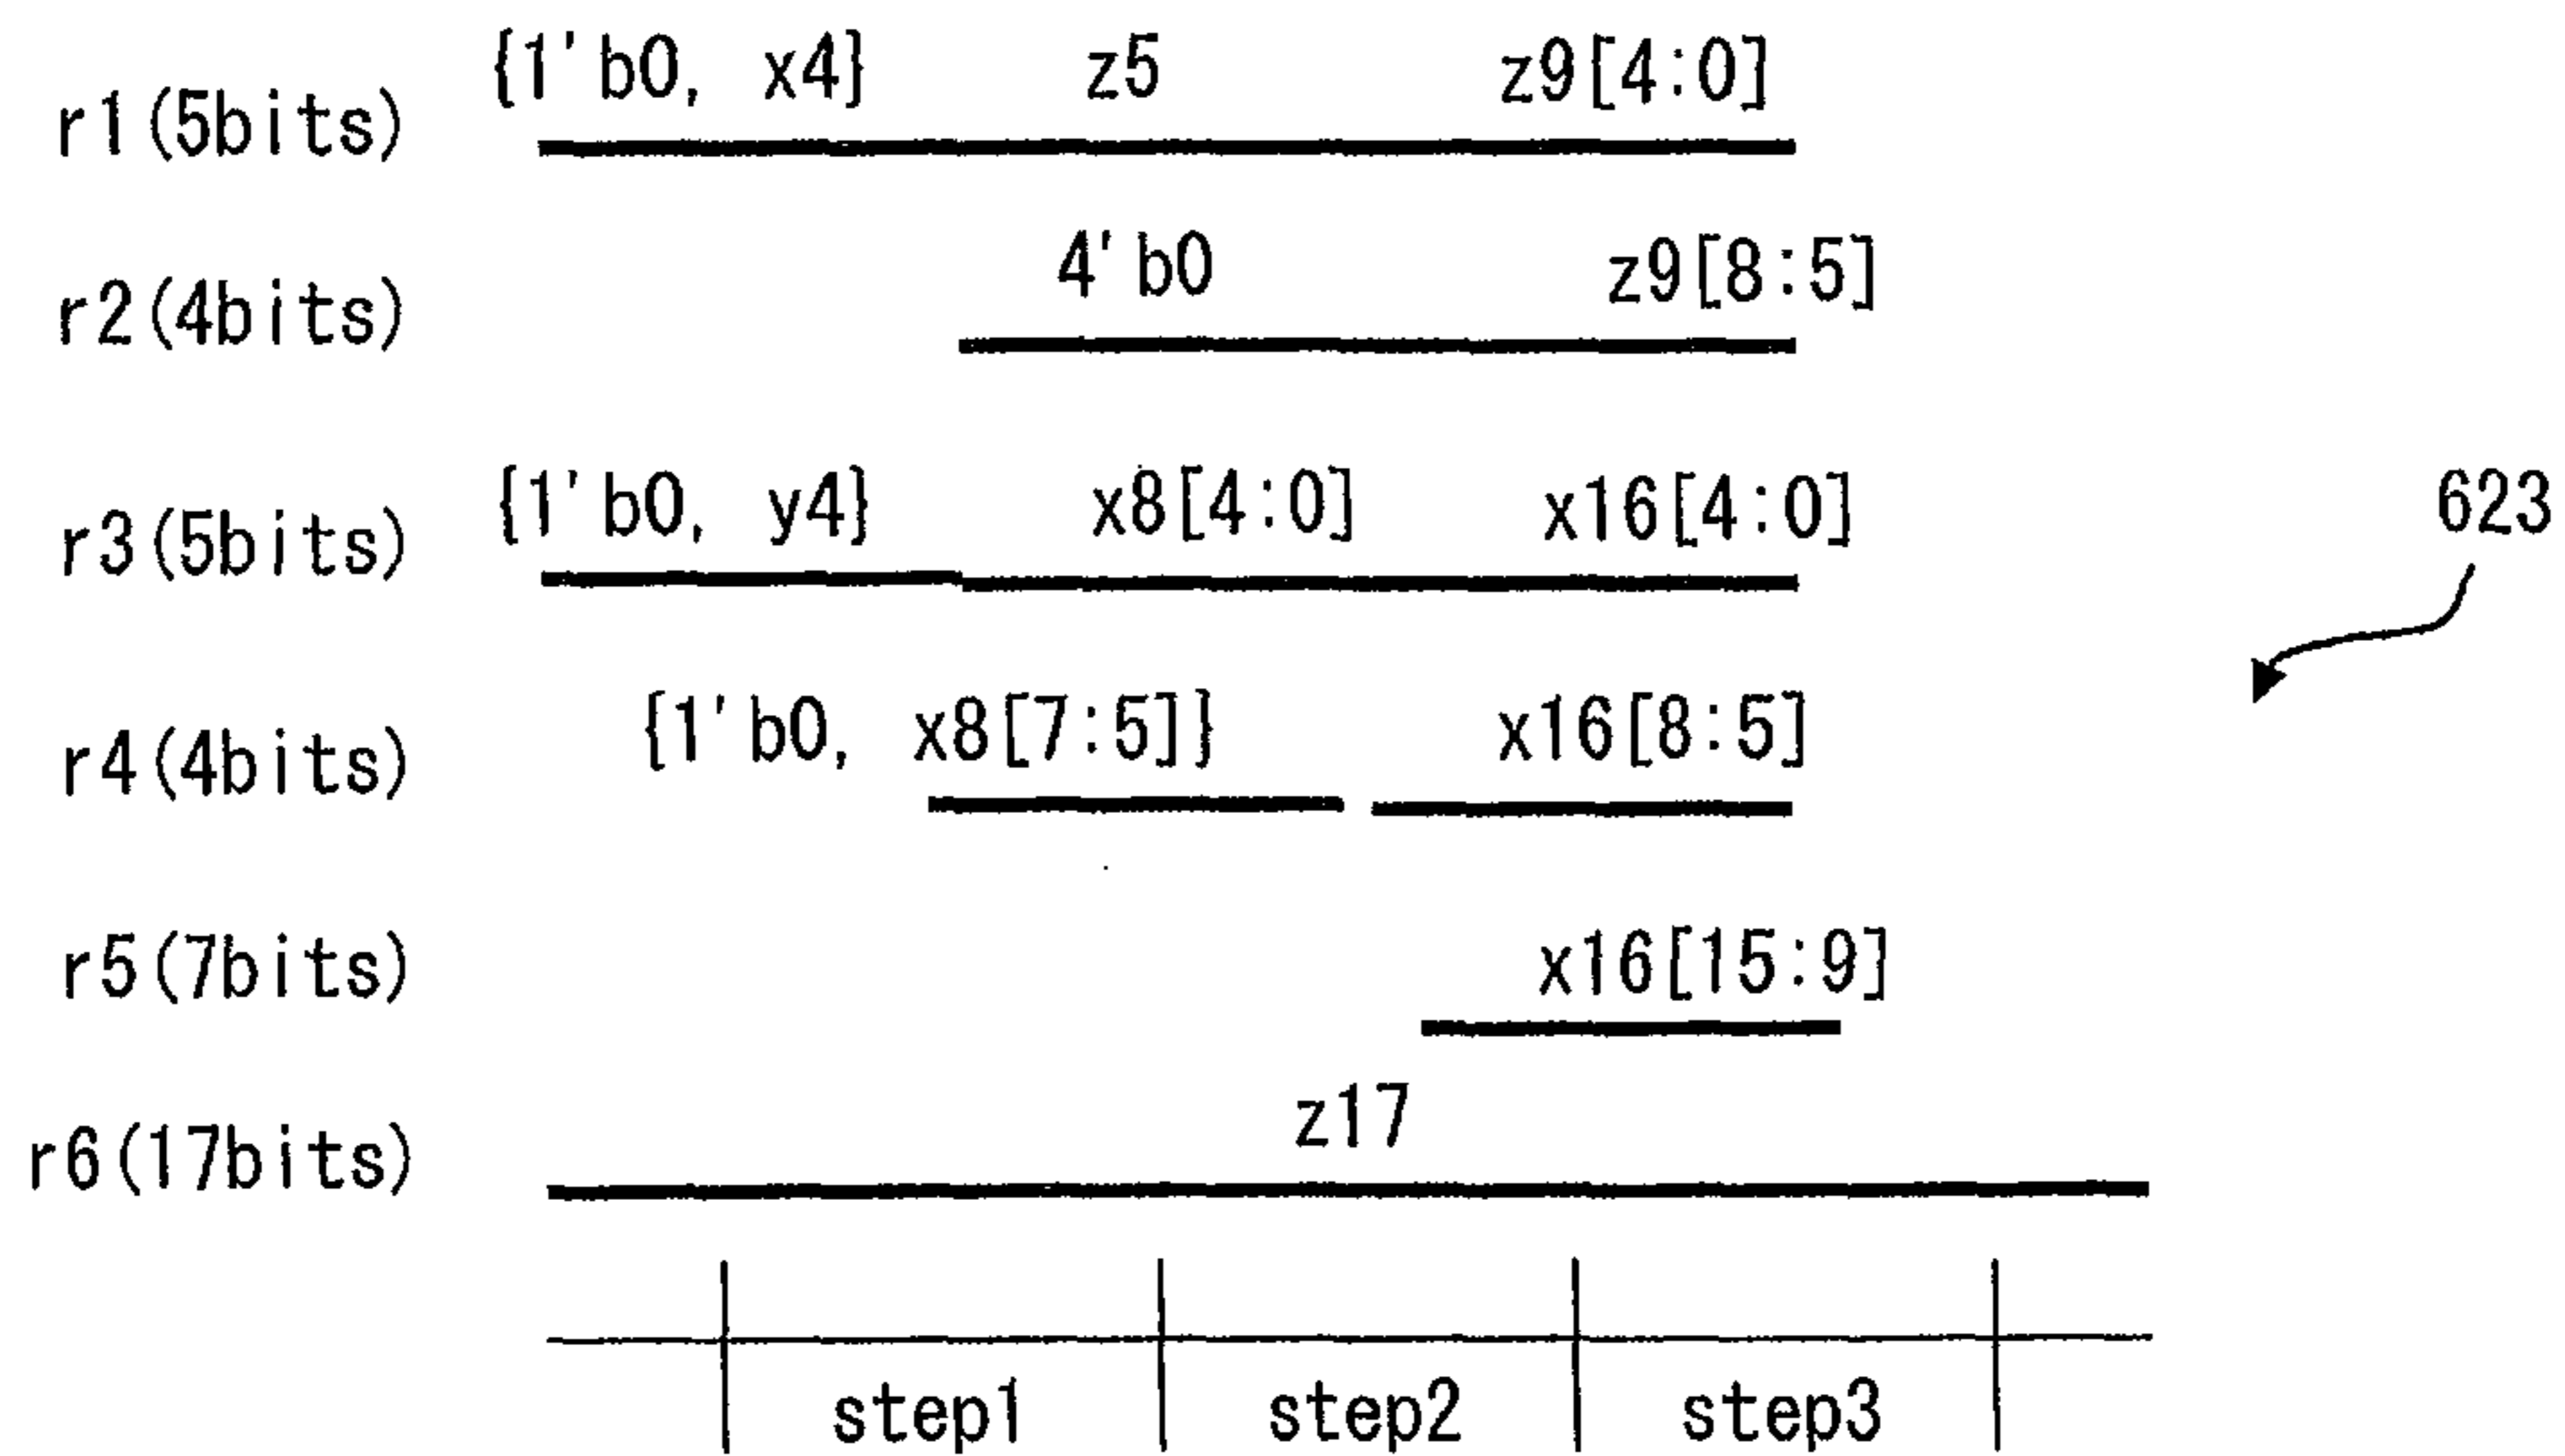 r1(5bits) {1'b0, x4} z5 z9[4:0]
r2(4bits) 4'b0 z9[8:5]
r3(5bits) {1'b0, y4} x8[4:0] x16[4:0]
623
r4(4bits) {1'b0, x8[7:5]} x16[8:5]
r5(7bits) x16[15:9]
r6(17bits) z17
step1 step2 step3